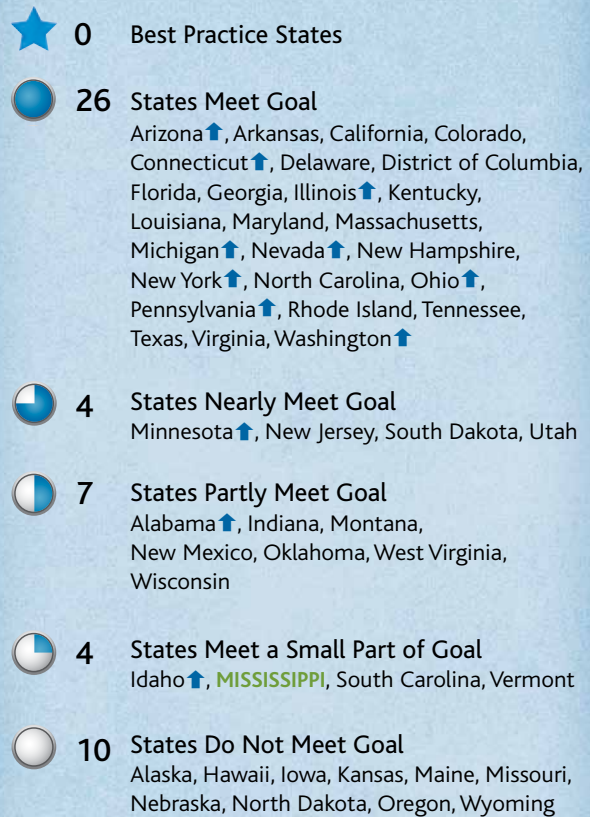 0 Best Practice States
26 States Meet Goal
Arizona⬆, Arkansas, California, Colorado,
Connecticut⬆, Delaware, District of Columbia,
Florida, Georgia, Illinois⬆, Kentucky,
Louisiana, Maryland, Massachusetts,
Michigan⬆, Nevada⬆, New Hampshire,
New York⬆, North Carolina, Ohio⬆,
Pennsylvania⬆, Rhode Island, Tennessee,
Texas, Virginia, Washington⬆
4 States Nearly Meet Goal
Minnesota⬆, New Jersey, South Dakota, Utah
7 States Partly Meet Goal
Alabama⬆, Indiana, Montana,
New Mexico, Oklahoma, West Virginia,
Wisconsin
4 States Meet a Small Part of Goal
Idaho⬆, MISSISSIPPI, South Carolina, Vermont
10 States Do Not Meet Goal
Alaska, Hawaii, Iowa, Kansas, Maine, Missouri,
Nebraska, North Dakota, Oregon, Wyoming